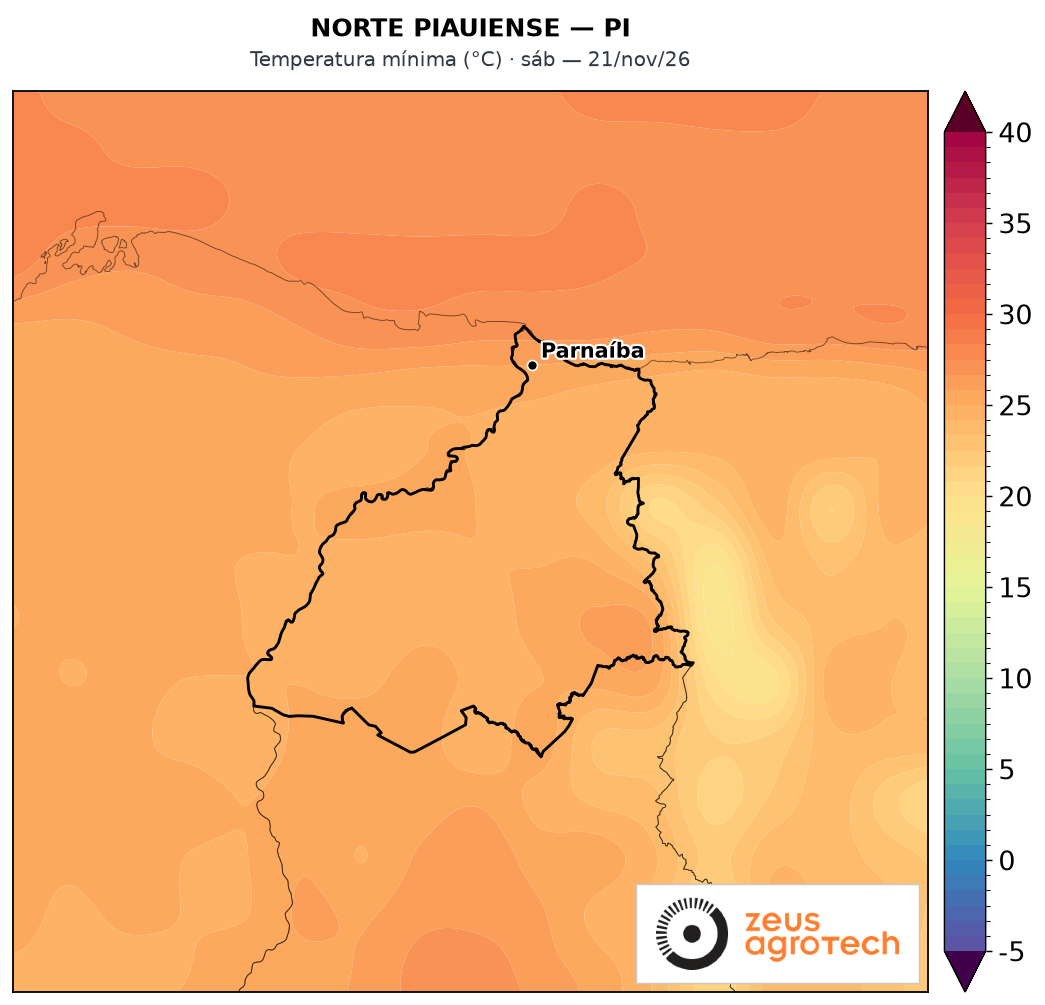 NORTE PIAUIENSE — PI
Temperatura mínima (°C) · sáb — 21/nov/26
Parnaíba
40
35
30
25
20
15
10
5
0
-5
zeus
agrotech